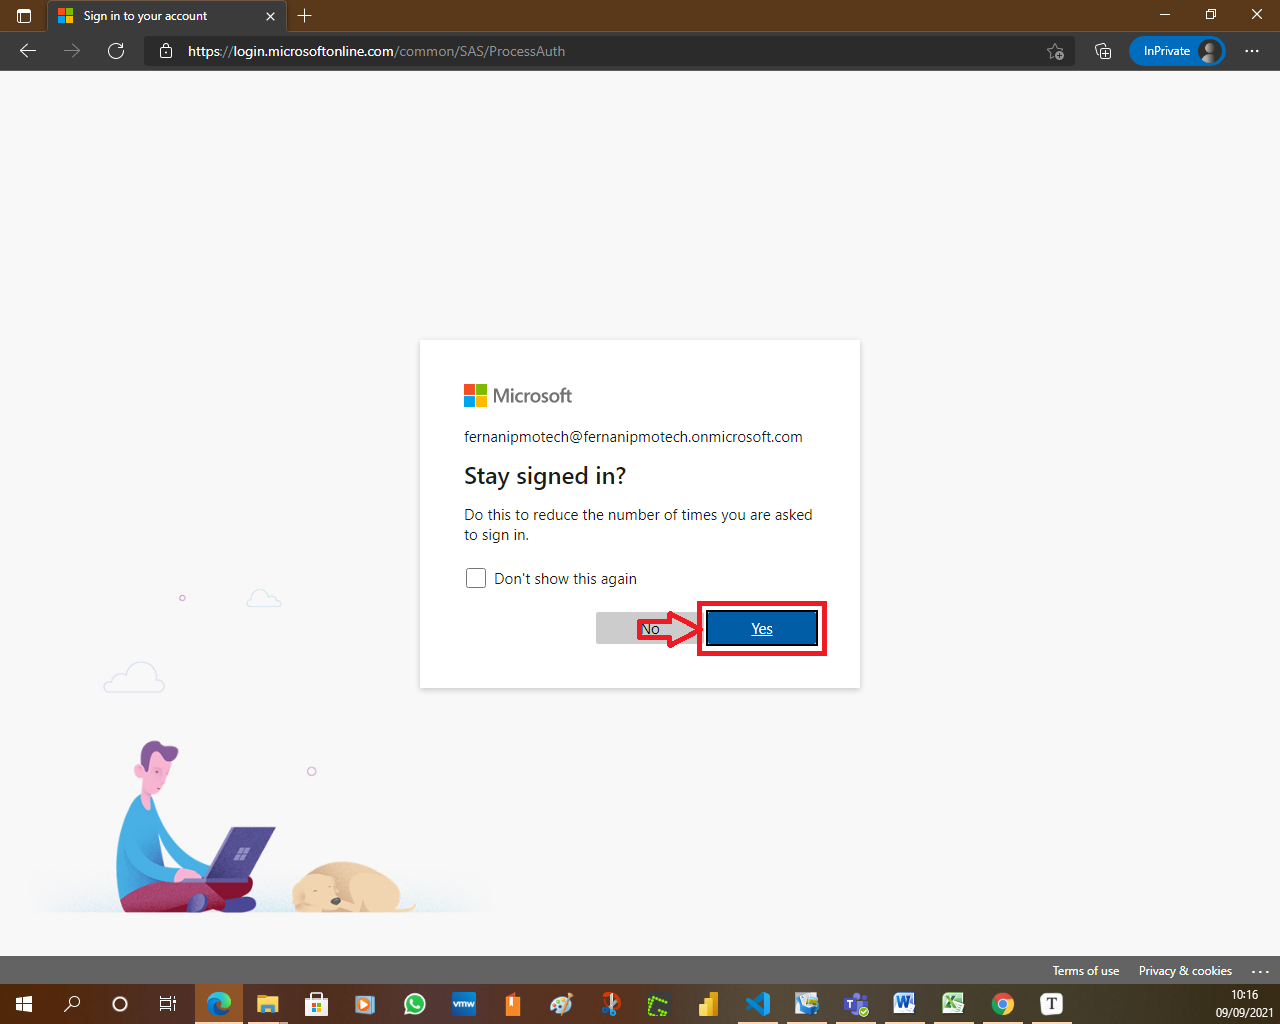 Sign in to your account
https://login.microsoftonline.com/common/SAS/ProcessAuth
InPrivate
Microsoft
fernanipmotech@fernanipmotech.onmicrosoft.com
Stay signed in?
Do this to reduce the number of times you are asked
to sign in.
Don't show this again
No
Yes
Terms of use
Privacy & cookies
vmw
T
10:16
09/09/2021